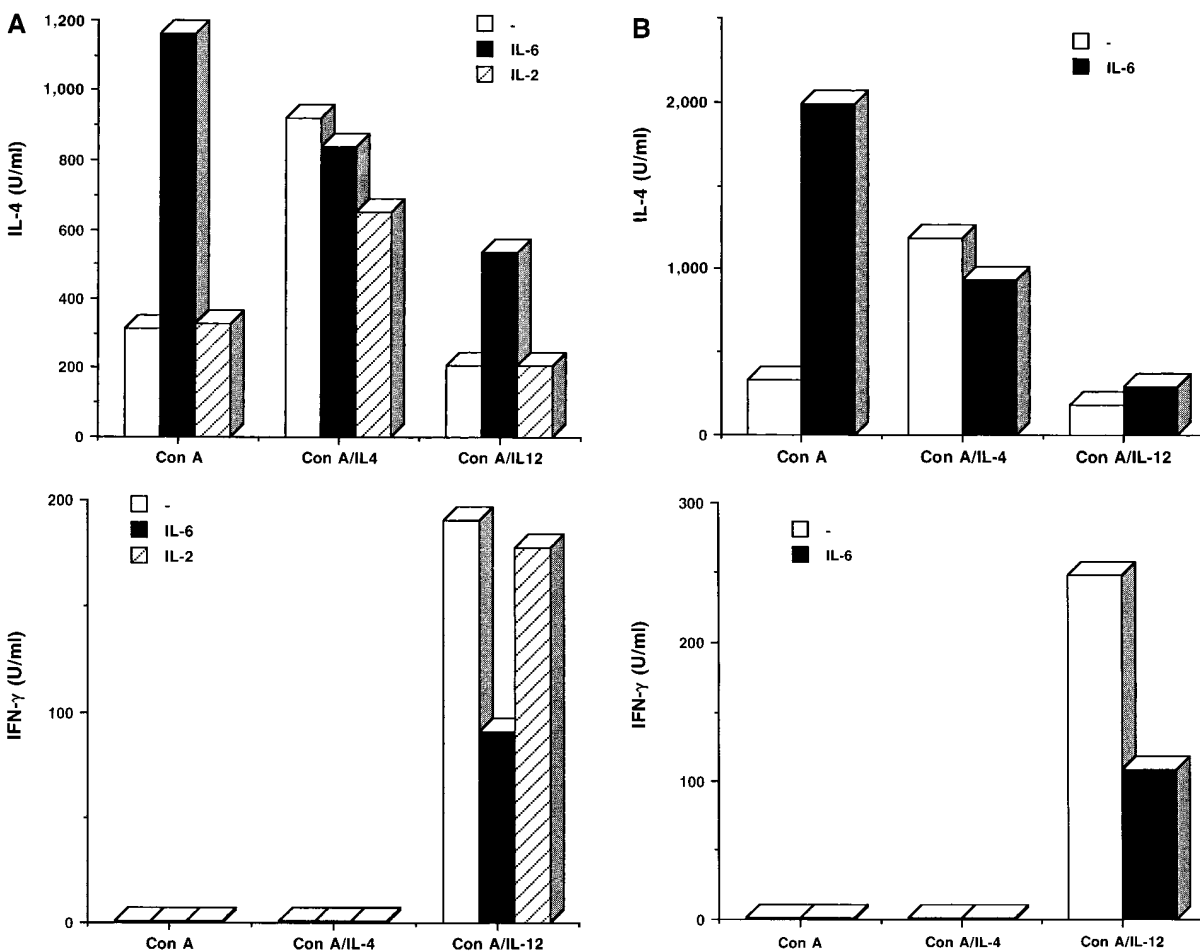 A
1,200
1,000
800
600
400
200
0
IL-4 (U/ml)
-
IL-6
IL-2
Con A
Con A/IL4
Con A/IL12
B
2,000
1,000
0
IL-4 (U/ml)
-
IL-6
Con A
Con A/IL-4
Con A/IL-12
200
100
0
IFN-γ (U/ml)
-
IL-6
IL-2
Con A
Con A/IL-4
Con A/IL-12
300
200
100
0
IFN-γ (U/ml)
-
IL-6
Con A
Con A/IL-4
Con A/IL-12